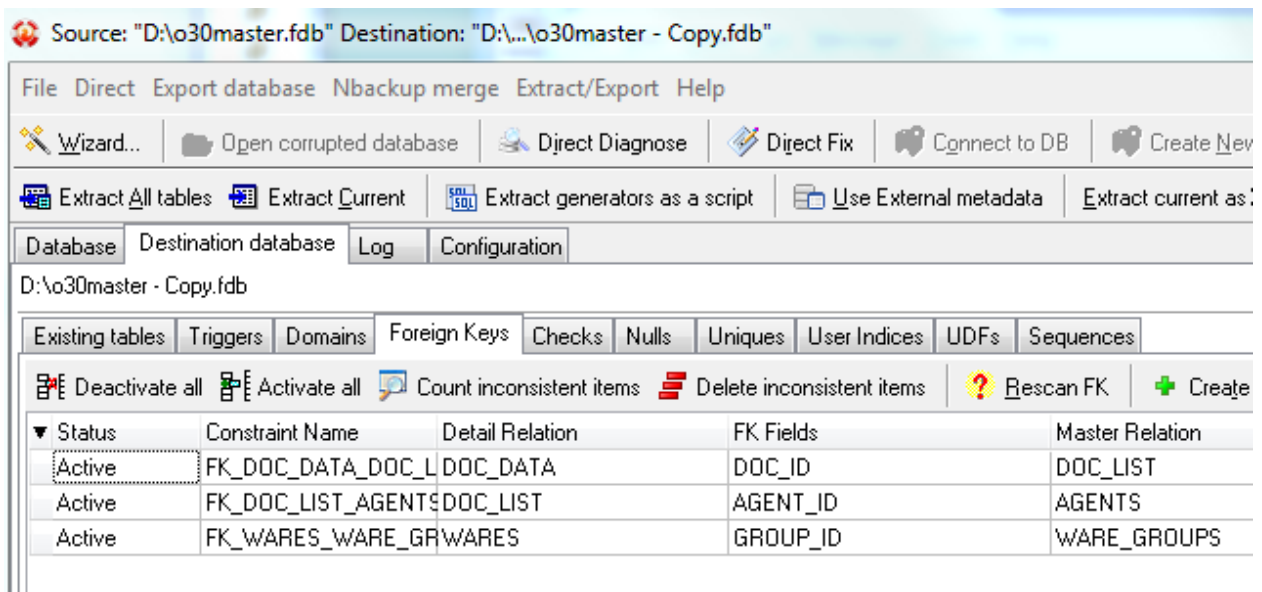 Source: "D:\o30master.fdb" Destination: "D:\...\o30master - Copy.fdb"
File Direct Export database Nbackup merge Extract/Export Help
Wizard... Open corrupted database Direct Diagnose Direct Fix Connect to DB Create New
Extract All tables Extract Current Extract generators as a script Use External metadata Extract current as
Database Destination database Log Configuration
D:\o30master - Copy.fdb
Existing tables Triggers Domains Foreign Keys Checks Nulls Uniques User Indices UDFs Sequences
Deactivate all Activate all Count inconsistent items Delete inconsistent items ? Rescan FK Create
Status Constraint Name Detail Relation FK Fields Master Relation
Active FK_DOC_DATA_DOC_L DOC_DATA DOC_ID DOC_LIST
Active FK_DOC_LIST_AGENTS DOC_LIST AGENT_ID AGENTS
Active FK_WARES_WARE_GR WARES GROUP_ID WARE_GROUPS